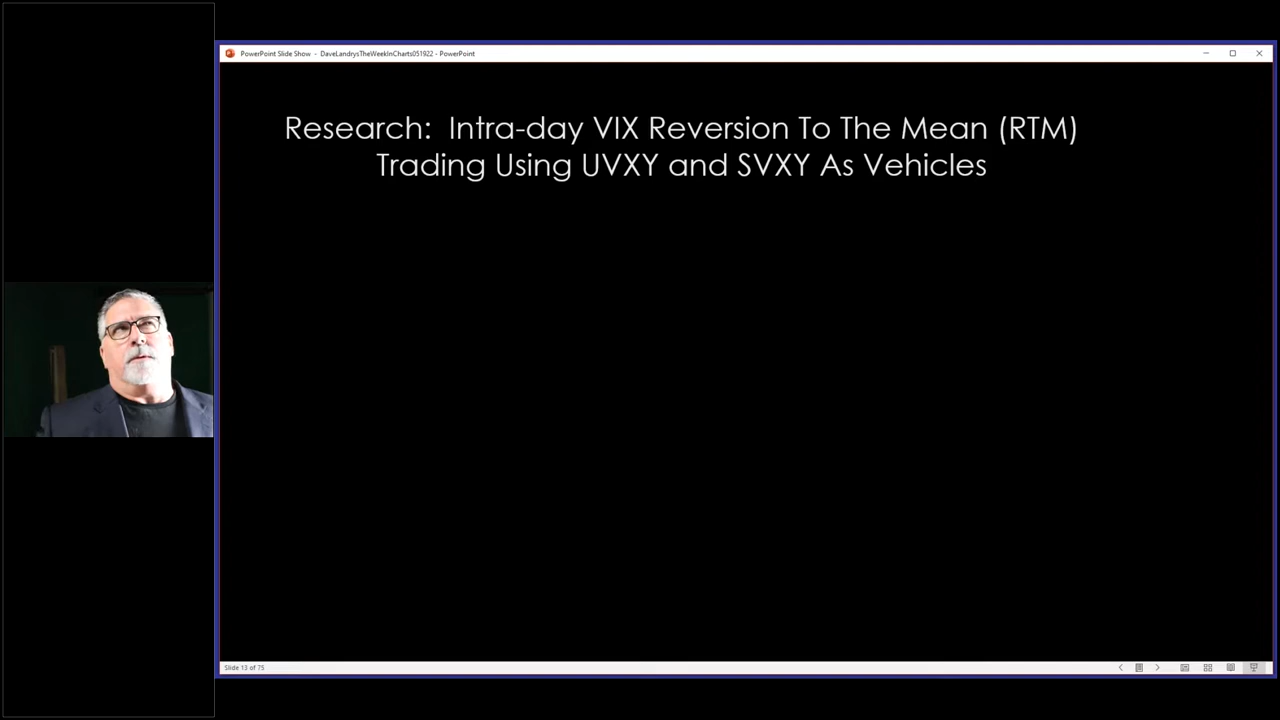 PowerPoint Slide Show - DaveLandrysTheWeekInCharts051922 - PowerPoint
Research: Intra-day VIX Reversion To The Mean (RTM)
Trading Using UVXY and SVXY As Vehicles
Slide 13 of 75